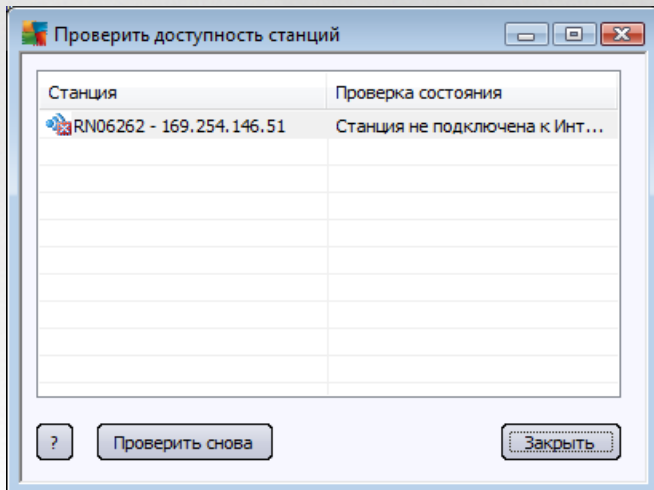 Проверить доступность станций
Станция Проверка состояния
RN06262 - 169.254.146.51 Станция не подключена к Инт...
? Проверить снова Закрыть